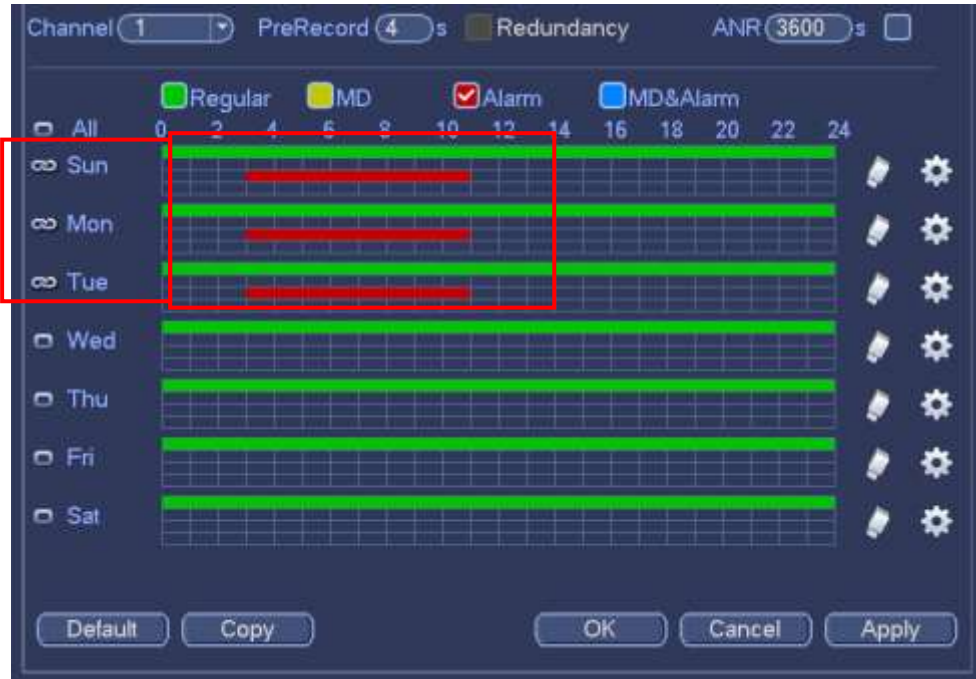 Channel 1 PreRecord 4 s Redundancy ANR 3600 s
Regular MD Alarm MD&Alarm
All 0 2 4 6 8 10 12 14 16 18 20 22 24
Sun
Mon
Tue
Wed
Thu
Fri
Sat
Default Copy OK Cancel Apply